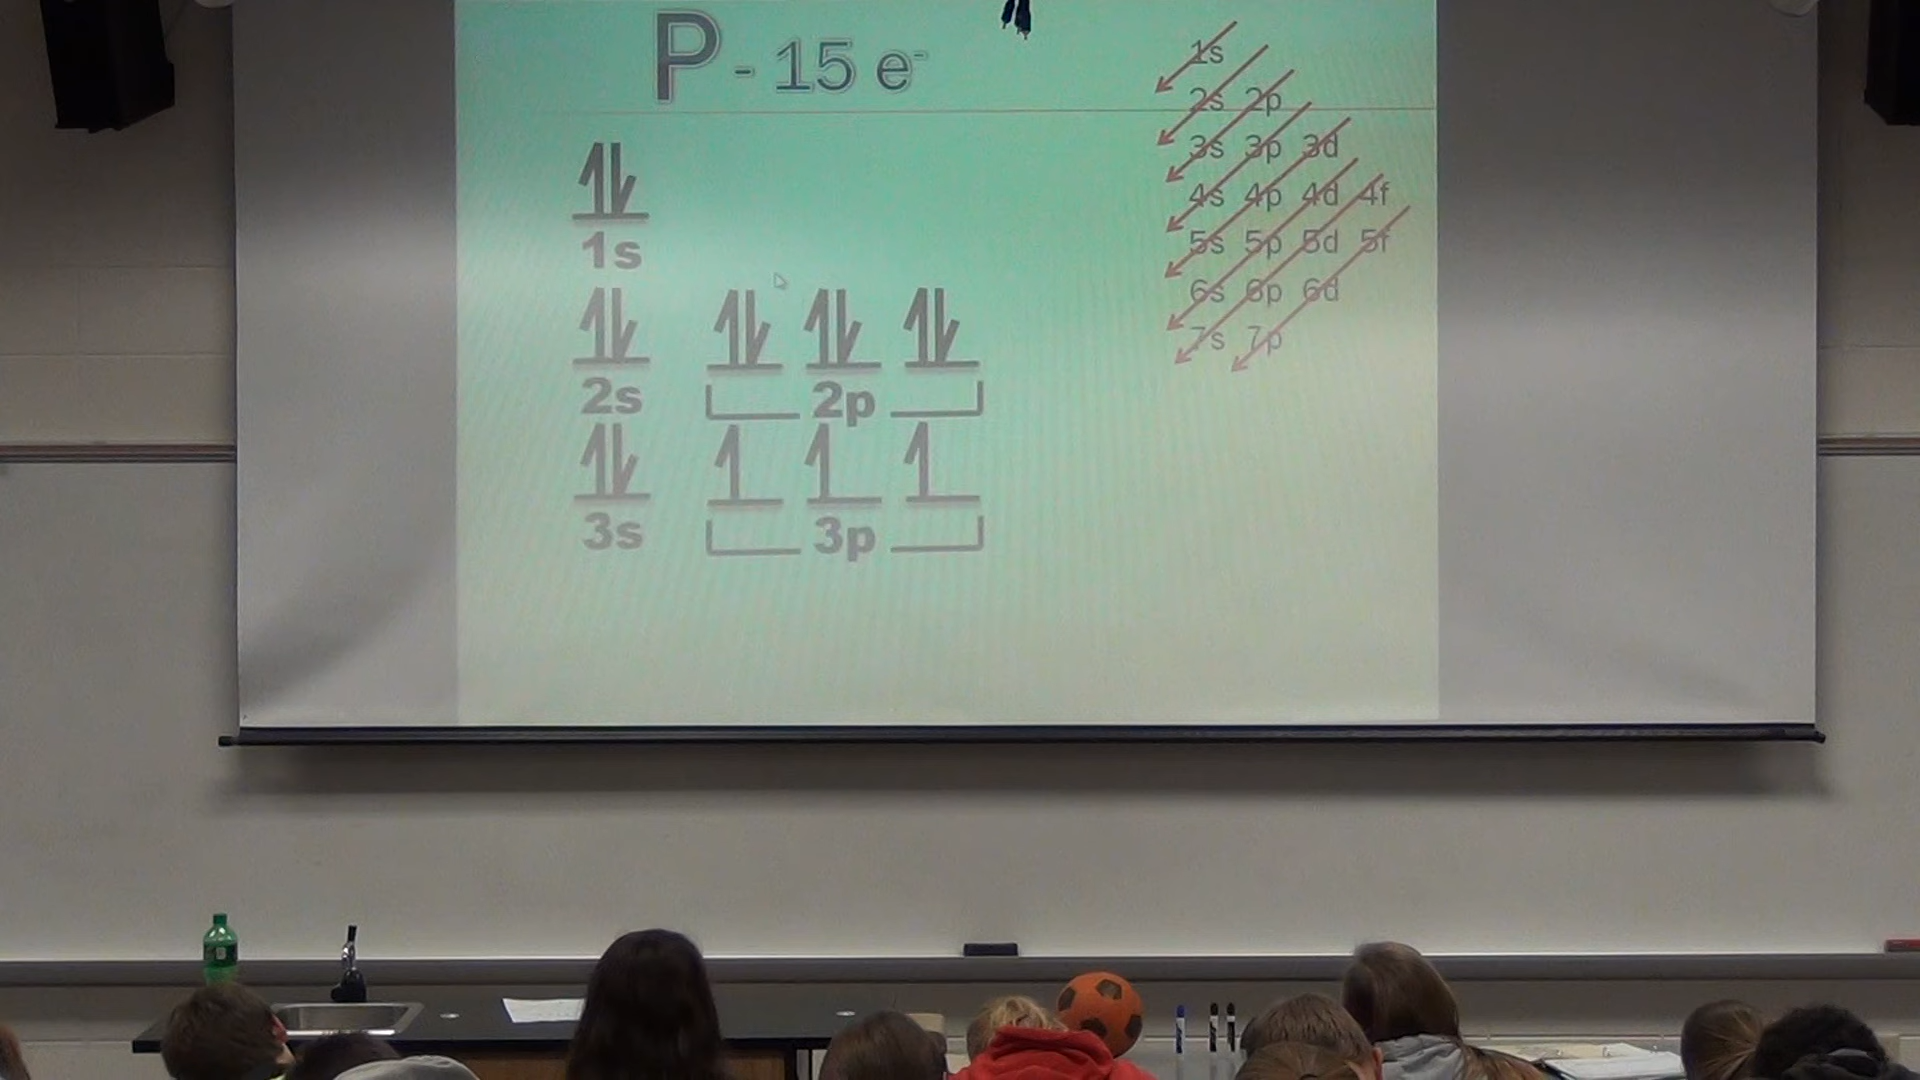 P - 15 e⁻
1s
2s 2p
3s 3p
1s
2s 2p
3s 3p 3d
4s 4p 4d 4f
5s 5p 5d 5f
6s 6p 6d
7s 7p